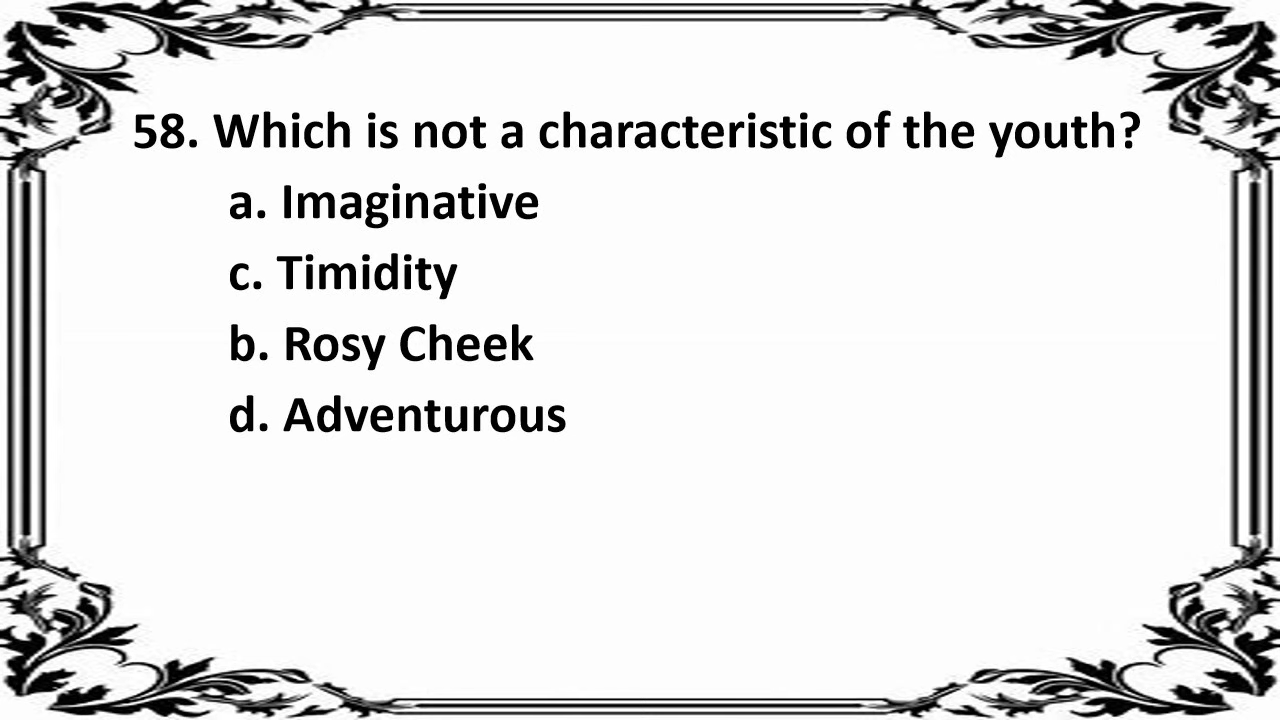 58. Which is not a characteristic of the youth?
a. Imaginative
c. Timidity
b. Rosy Cheek
d. Adventurous